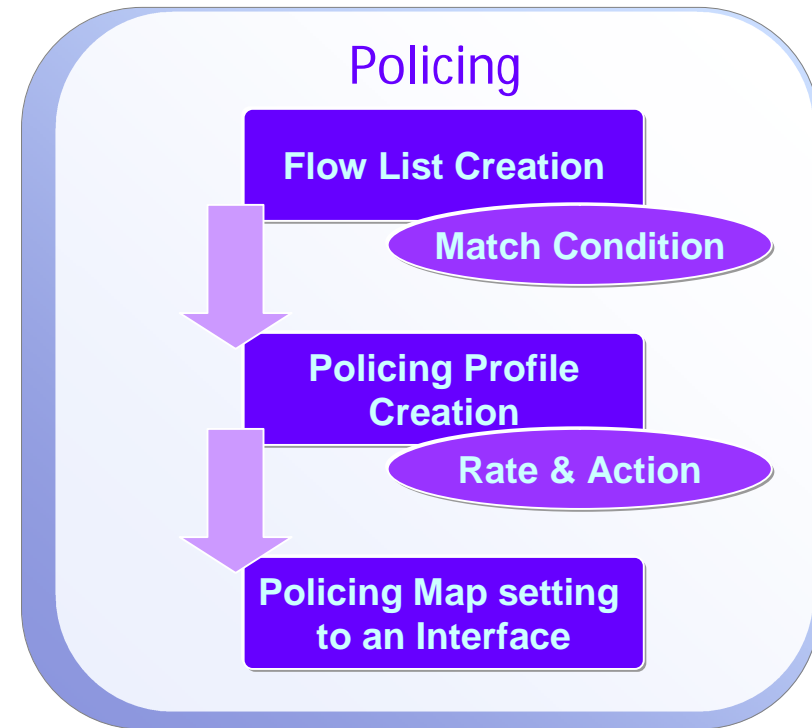 Policing
Flow List Creation
Match Condition
Policing Profile
Creation
Rate & Action
Policing Map setting
to an Interface